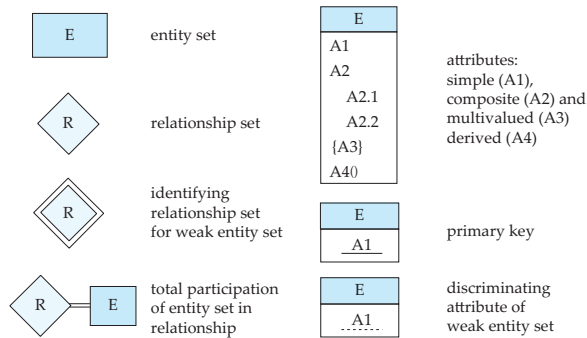 E
entity set
R
relationship set
R
identifying
relationship set
for weak entity set
R
E
total participation
of entity set in
relationship
E
A1
A2
A2.1
A2.2
{A3}
A4()
attributes:
simple (A1),
composite (A2) and
multivalued (A3)
derived (A4)
E
A1
primary key
E
A1
discriminating
attribute of
weak entity set